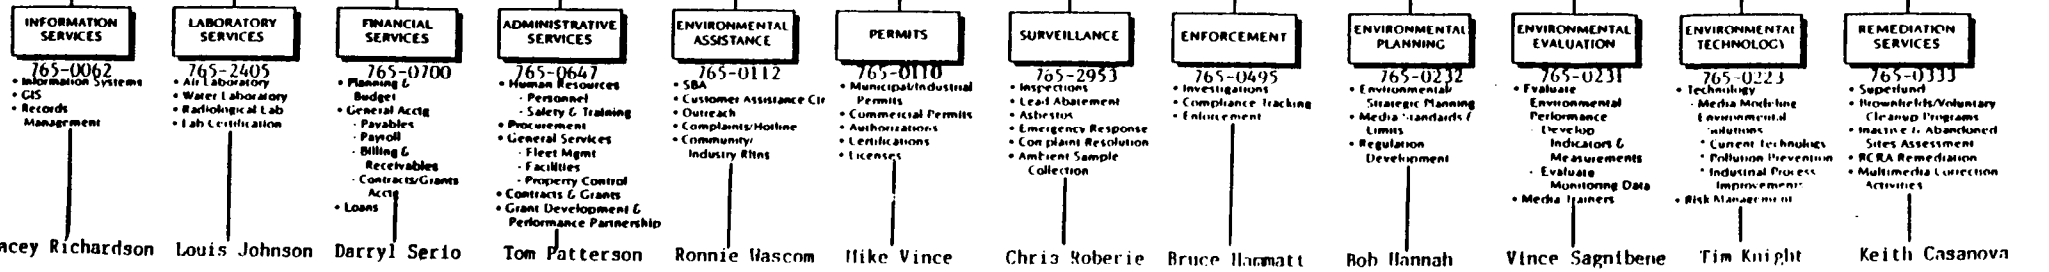 INFORMATION
SERVICES
765-0062
• Information Systems
• GIS
• Records
Management
acey Richardson
LABORATORY
SERVICES
765-2405
• Air Laboratory
• Water Laboratory
• Radiological Lab
• Lab Certification
Louis Johnson
FINANCIAL
SERVICES
765-0700
• Planning &
Budget
• General Acctg
- Payables
- Payroll
- Billing &
Receivables
- Contracts/Grants
Acctg
• Loans
Darryl Serio
ADMINISTRATIVE
SERVICES
765-0647
• Human Resources
- Personnel
- Safety & Training
• Procurement
• General Services
- Fleet Mgmt
- Facilities
- Property Control
• Contracts & Grants
• Grant Development &
Performance Partnership
Tom Patterson
ENVIRONMENTAL
ASSISTANCE
765-0112
• SBA
• Customer Assistance Ctr
• Outreach
• Complaints/Hotline
• Community/
Industry Rltns
Ronnie Wascom
PERMITS
765-0110
• Municipal/Industrial
Permits
• Commercial Permits
• Authorizations
• Certifications
• Licenses
Mike Vince
SURVEILLANCE
765-2953
• Inspections
• Lead Abatement
• Asbestos
• Emergency Response
• Complaint Resolution
• Ambient Sample
Collection
Chris Roberie
ENFORCEMENT
765-0495
• Investigations
• Compliance Tracking
• Enforcement
Bruce Hammatt
ENVIRONMENTAL
PLANNING
765-0232
• Environmental
Strategic Planning
• Media Standards /
Limits
• Regulation
Development
Bob Hannah
ENVIRONMENTAL
EVALUATION
765-0231
• Evaluate
Environmental
Performance
- Develop
Indicators &
Measurements
- Evaluate
Monitoring Data
• Media Trainers
Vince Sagnibene
ENVIRONMENTAL
TECHNOLOGY
765-0223
• Technology
- Media Modeling
Environmental
Solutions
* Current Technology
* Pollution Prevention
* Industrial Process
Improvements
• Risk Management
Tim Knight
REMEDIATION
SERVICES
765-0333
• Superfund
• Brownfields/Voluntary
Cleanup Programs
• Inactive & Abandoned
Sites Assessment
• RCRA Remediation
• Multimedia Correction
Activities
Keith Casanova